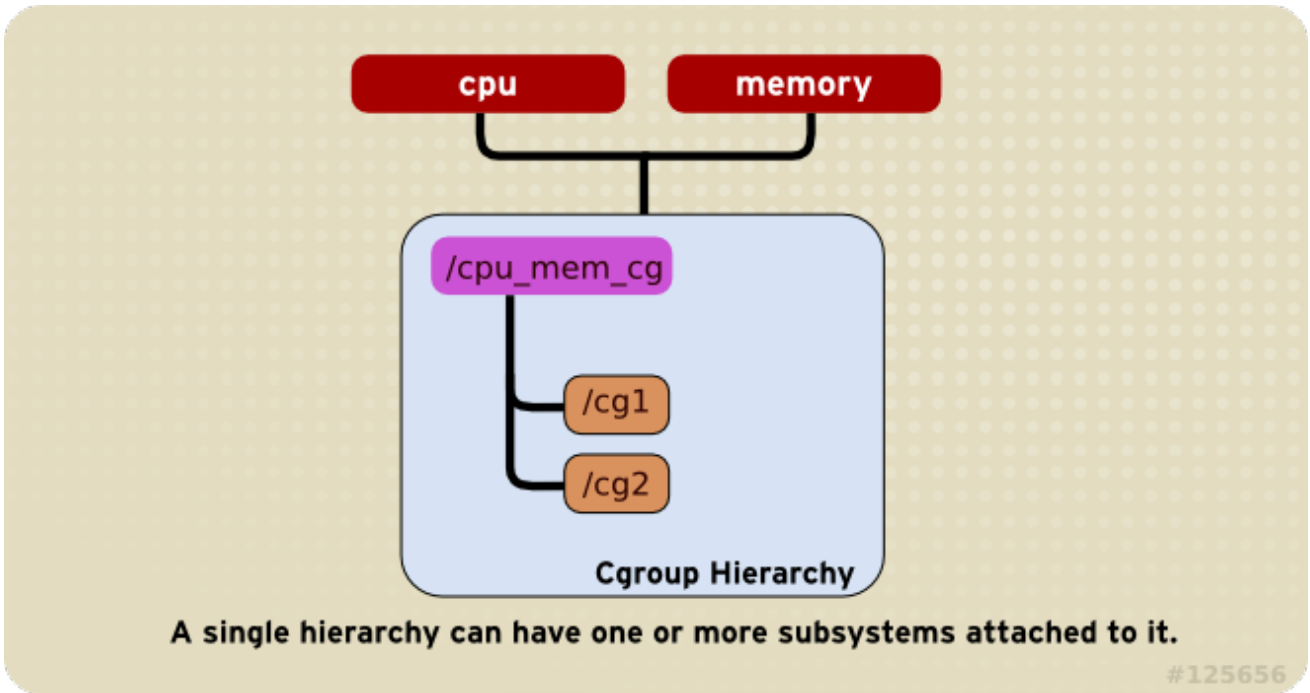 cpu
memory
/cpu_mem_cg
/cg1
/cg2
Cgroup Hierarchy
A single hierarchy can have one or more subsystems attached to it.
#125656